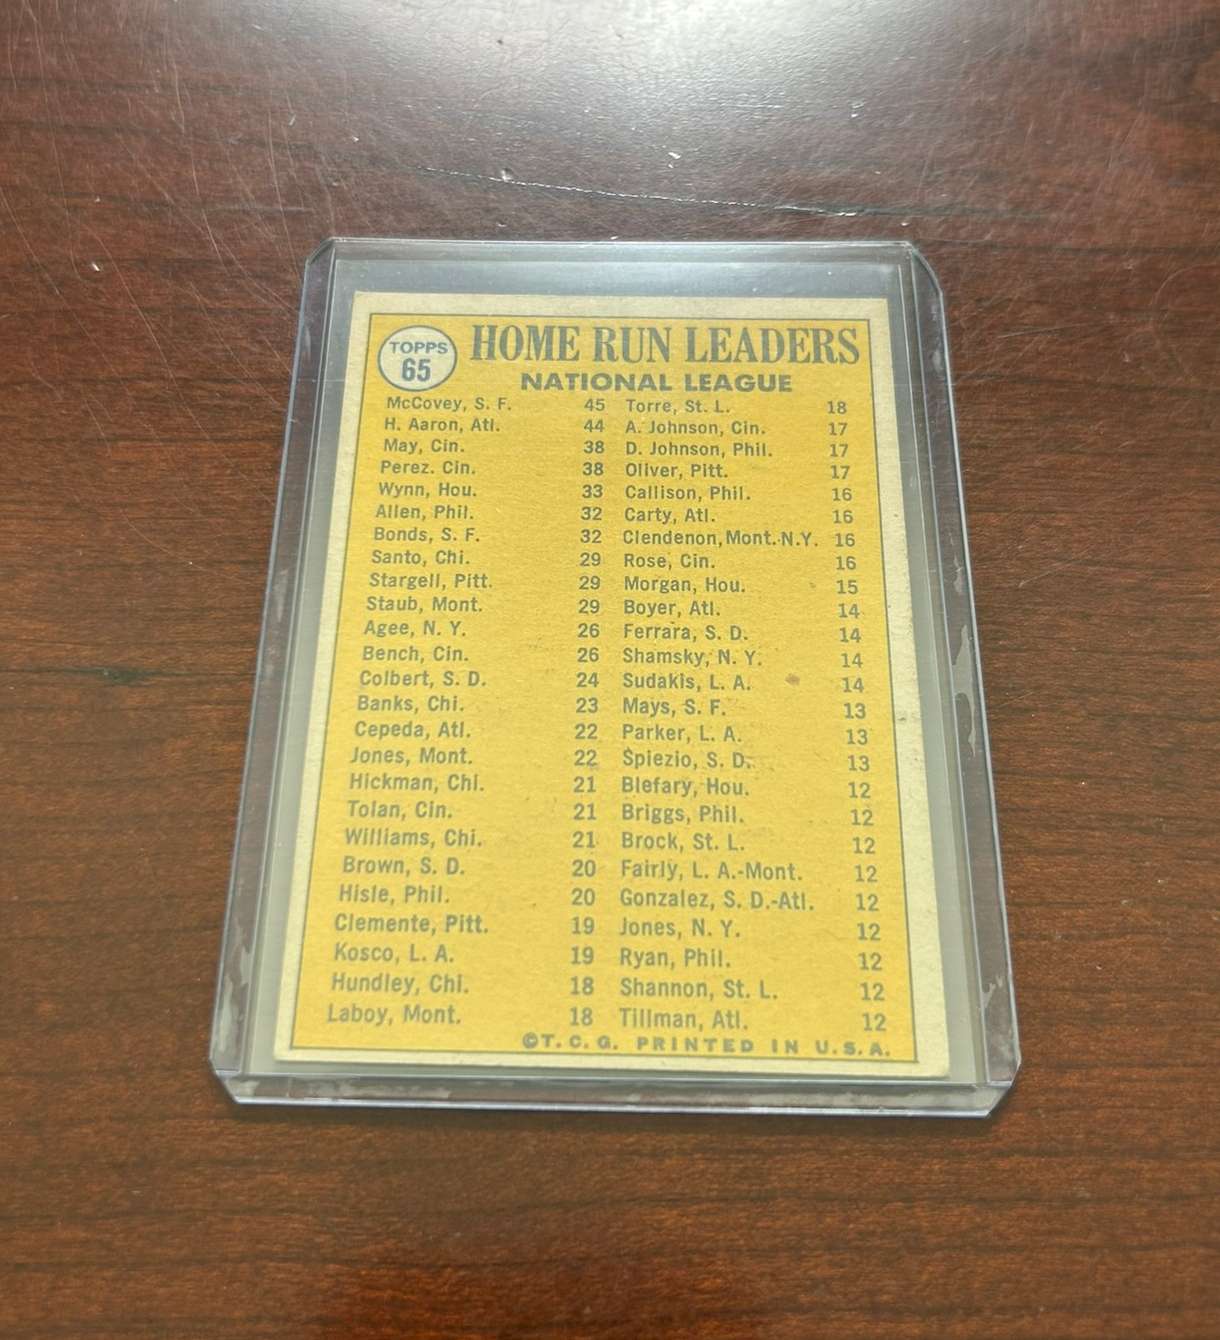 TOPPS
65
HOME RUN LEADERS
NATIONAL LEAGUE
McCovey, S. F. 45
H. Aaron, Atl. 44
May, Cin. 38
Perez. Cin. 38
Wynn, Hou. 33
Allen, Phil. 32
Bonds, S. F. 32
Santo, Chi. 29
Stargell, Pitt. 29
Staub, Mont. 29
Agee, N. Y. 26
Bench, Cin. 26
Colbert, S. D. 24
Banks, Chi. 23
Cepeda, Atl. 22
Jones, Mont. 22
Hickman, Chi. 21
Tolan, Cin. 21
Williams, Chi. 21
Brown, S. D. 20
Hisle, Phil. 20
Clemente, Pitt. 19
Kosco, L. A. 19
Hundley, Chi. 18
Laboy, Mont. 18
Torre, St. L. 18
A. Johnson, Cin. 17
D. Johnson, Phil. 17
Oliver, Pitt. 17
Callison, Phil. 16
Carty, Atl. 16
Clendenon, Mont.-N.Y. 16
Rose, Cin. 16
Morgan, Hou. 15
Boyer, Atl. 14
Ferrara, S. D. 14
Shamsky, N. Y. 14
Sudakis, L. A. 14
Mays, S. F. 13
Parker, L. A. 13
Spiezio, S. D. 13
Blefary, Hou. 12
Briggs, Phil. 12
Brock, St. L. 12
Fairly, L. A.-Mont. 12
Gonzalez, S. D.-Atl. 12
Jones, N. Y. 12
Ryan, Phil. 12
Shannon, St. L. 12
Tillman, Atl. 12
©T. C. G. PRINTED IN U.S.A.